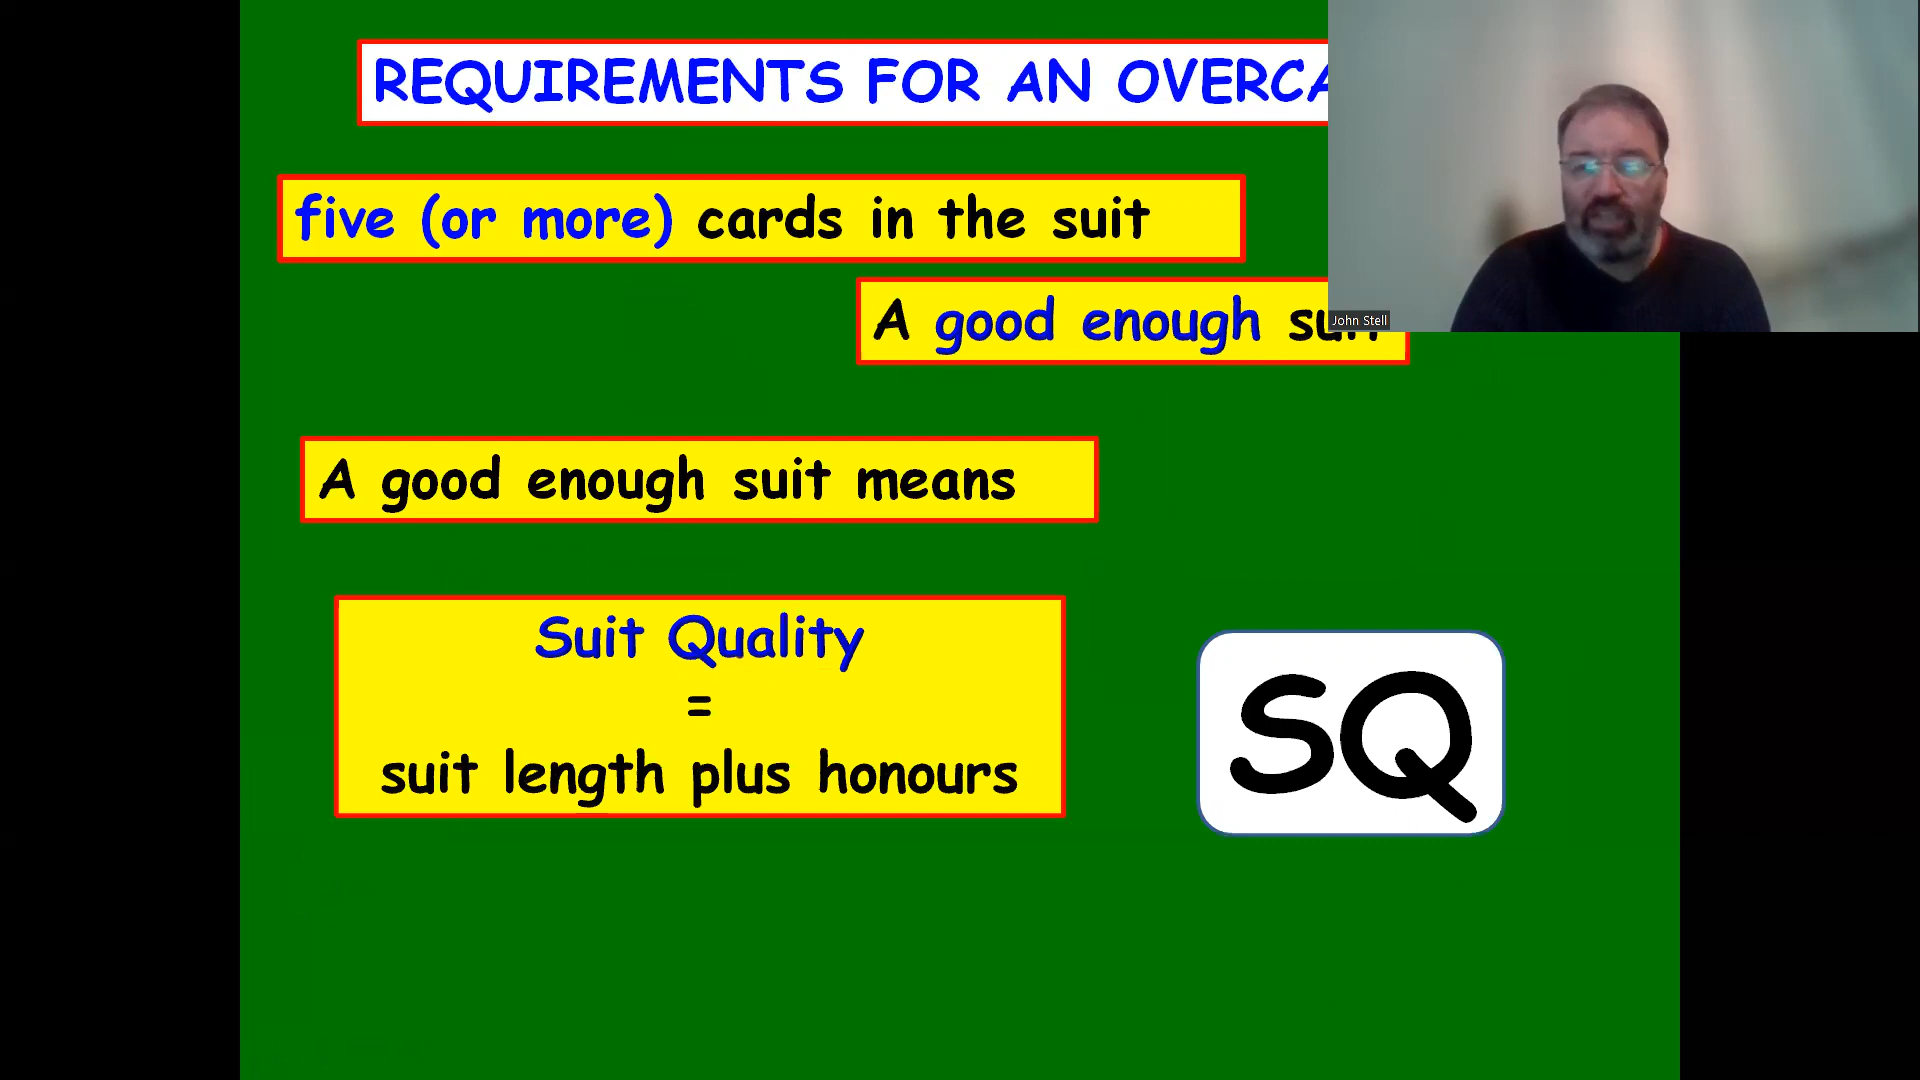 REQUIREMENTS FOR AN OVERCA
five (or more) cards in the suit
A good enough suit
John Stell
A good enough suit means
Suit Quality
=
suit length plus honours
SQ